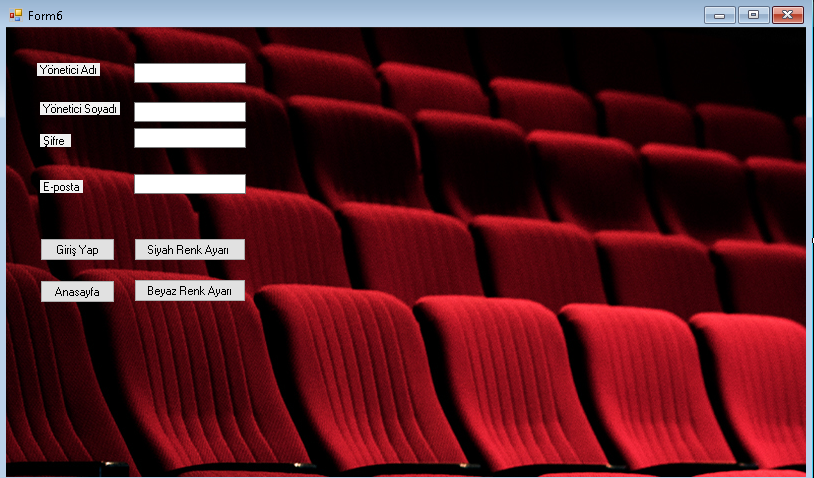 Form6
Yönetici Adı
Yönetici Soyadı
Şifre
E-posta
Giriş Yap
Siyah Renk Ayarı
Anasayfa
Beyaz Renk Ayarı